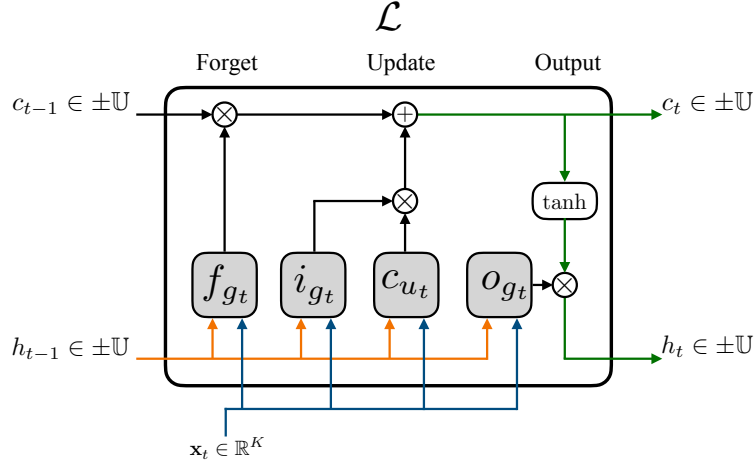 ℒ
Forget Update Output
c_{t−1} ∈ ±𝕌 × + c_t ∈ ±𝕌
× tanh
f_{g_t} i_{g_t} c_{u_t} o_{g_t} ×
h_{t−1} ∈ ±𝕌 h_t ∈ ±𝕌
𝐱_t ∈ ℝ^K